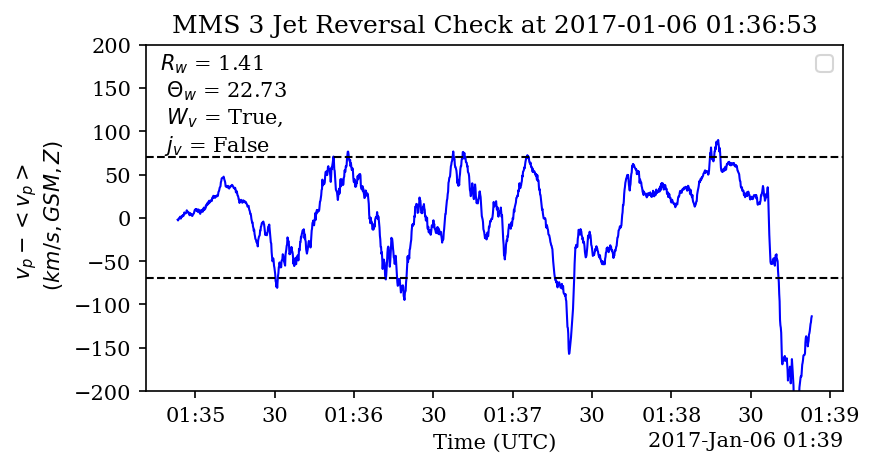 MMS 3 Jet Reversal Check at 2017-01-06 01:36:53
R_w = 1.41
Θ_w = 22.73
W_v = True,
j_v = False
v_p − < v_p >
(km/s, GSM, Z)
200
150
100
50
0
−50
−100
−150
−200
01:35 30 01:36 30 01:37 30 01:38 30 01:39
Time (UTC) 2017-Jan-06 01:39